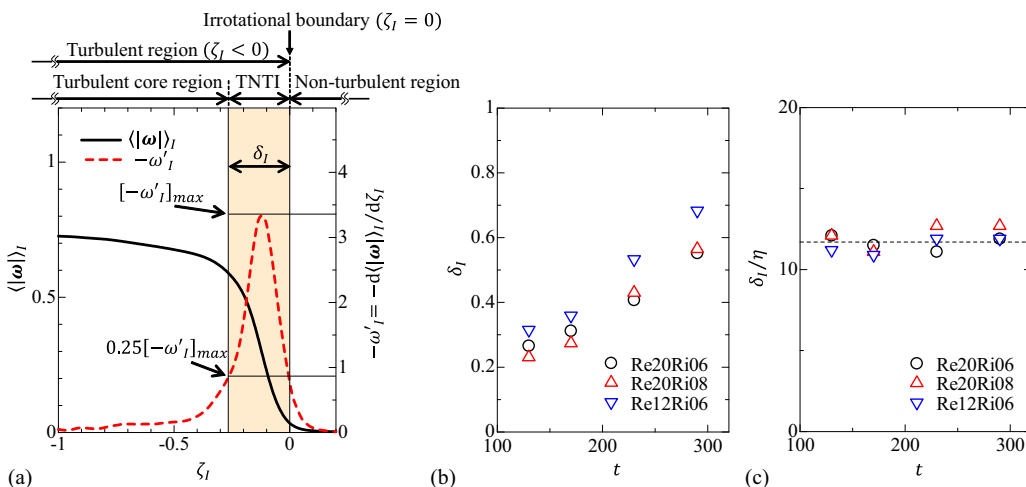 Irrotational boundary (ζ_I = 0)
Turbulent region (ζ_I < 0)
Turbulent core region
TNTI
Non-turbulent region
⟨|ω|⟩_I
−ω′_I
δ_I
[−ω′_I]_max
0.25[−ω′_I]_max
1
0.5
0
⟨|ω|⟩_I
4
3
2
1
0
−ω′_I = −d⟨|ω|⟩_I/dζ_I
-1
-0.5
0
ζ_I
(a)
1
0.8
0.6
0.4
0.2
0
δ_I
Re20Ri06
Re20Ri08
Re12Ri06
100
200
300
t
(b)
20
10
0
δ_I/η
Re20Ri06
Re20Ri08
Re12Ri06
100
200
300
t
(c)